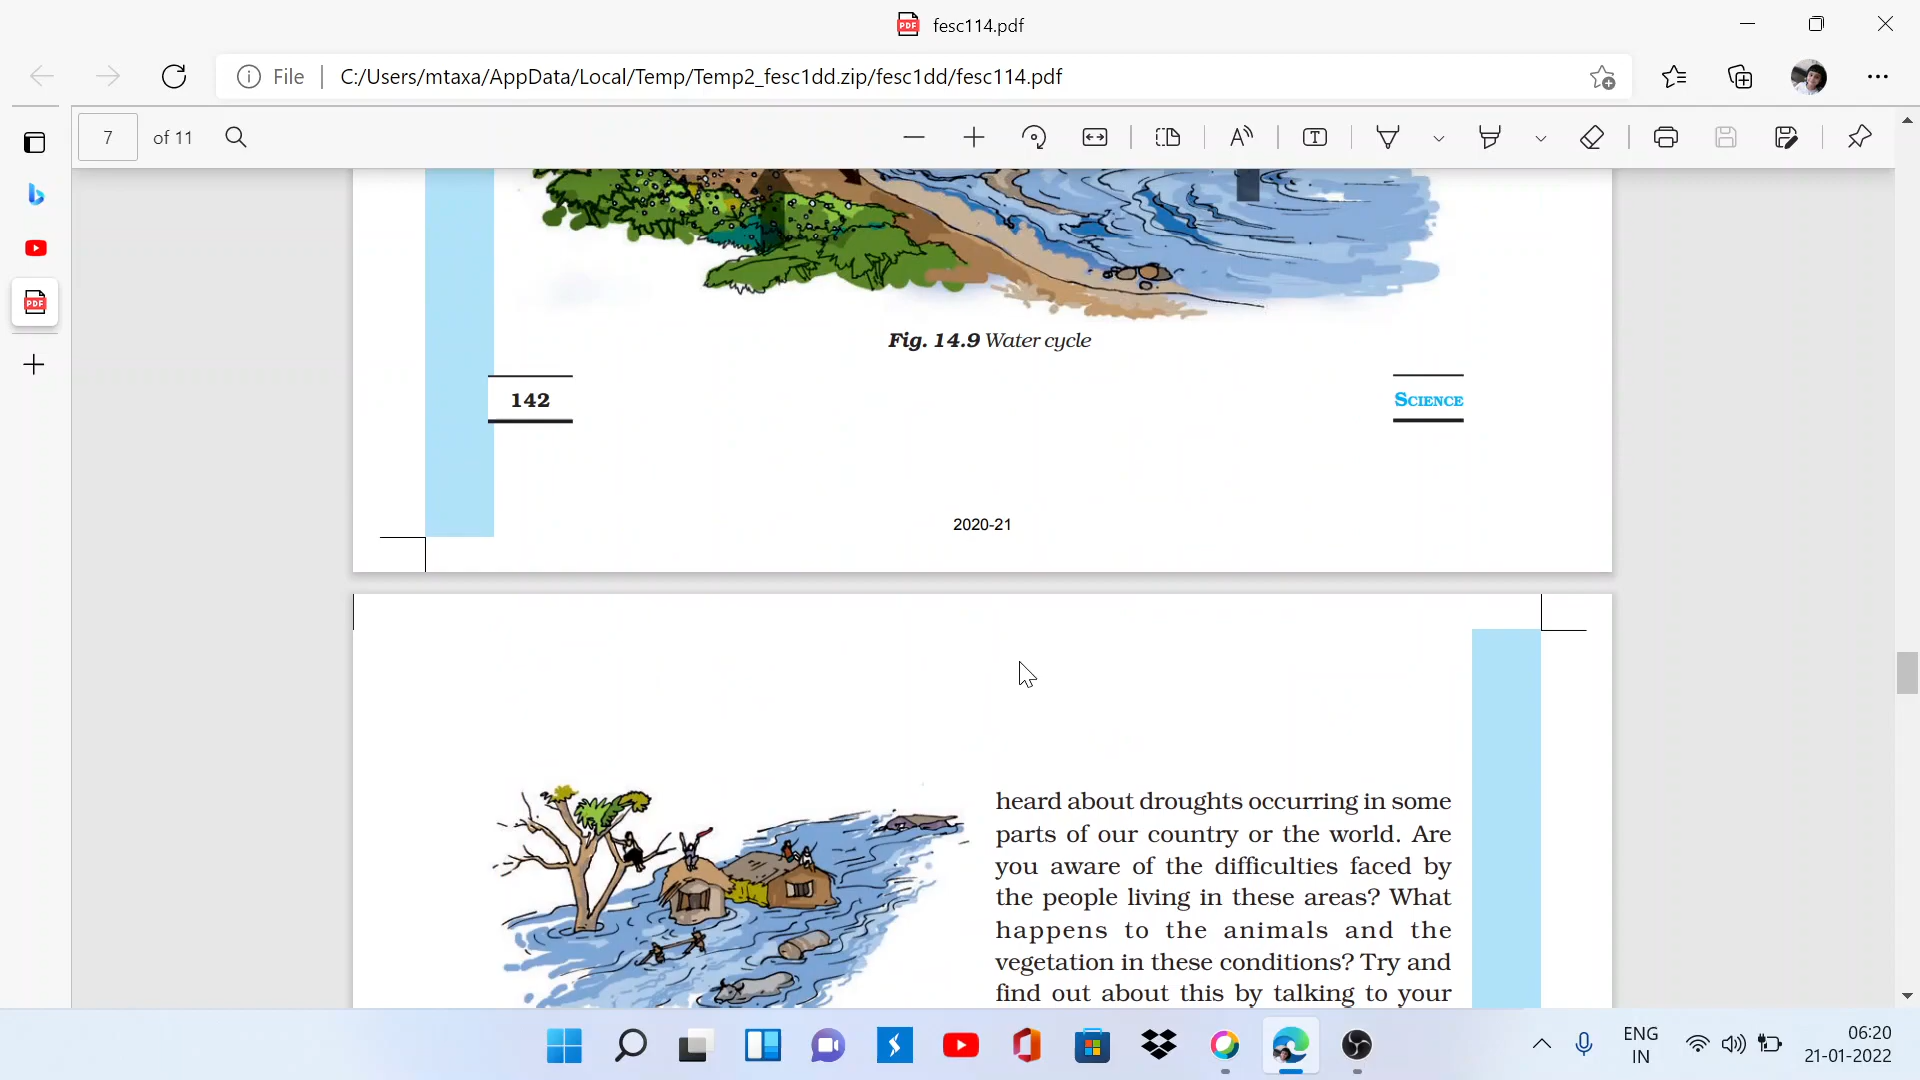 fesc114.pdf
File
C:/Users/mtaxa/AppData/Local/Temp/Temp2_fesc1dd.zip/fesc1dd/fesc114.pdf
7 of 11
Fig. 14.9 Water cycle
142
SCIENCE
2020-21
heard about droughts occurring in some
parts of our country or the world. Are
you aware of the difficulties faced by
the people living in these areas? What
happens to the animals and the
vegetation in these conditions? Try and
find out about this by talking to your
ENG
IN
06:20
21-01-2022